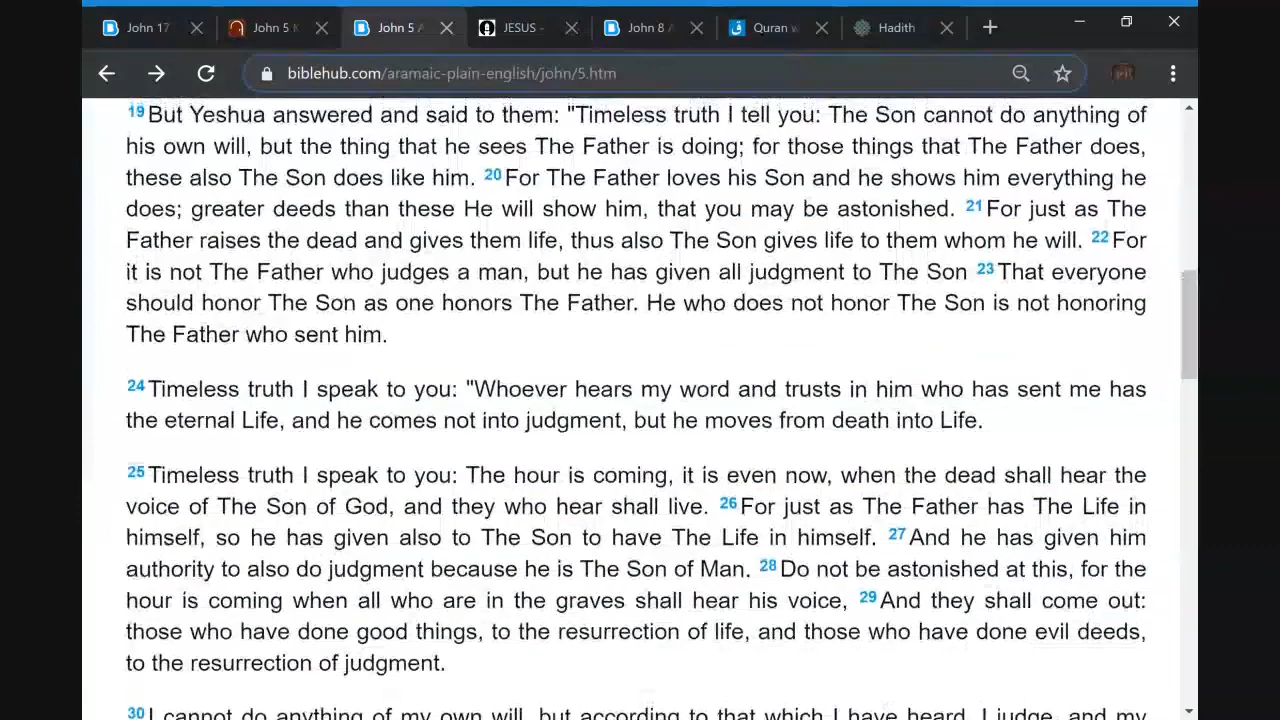 John 17
John 5 
John 5 
JESUS -
John 8 
Quran w
Hadith
biblehub.com/aramaic-plain-english/john/5.htm
19 But Yeshua answered and said to them: "Timeless truth I tell you: The Son cannot do anything of
his own will, but the thing that he sees The Father is doing; for those things that The Father does,
these also The Son does like him. 20 For The Father loves his Son and he shows him everything he
does; greater deeds than these He will show him, that you may be astonished. 21 For just as The
Father raises the dead and gives them life, thus also The Son gives life to them whom he will. 22 For
it is not The Father who judges a man, but he has given all judgment to The Son 23 That everyone
should honor The Son as one honors The Father. He who does not honor The Son is not honoring
The Father who sent him.
24 Timeless truth I speak to you: "Whoever hears my word and trusts in him who has sent me has
the eternal Life, and he comes not into judgment, but he moves from death into Life.
25 Timeless truth I speak to you: The hour is coming, it is even now, when the dead shall hear the
voice of The Son of God, and they who hear shall live. 26 For just as The Father has The Life in
himself, so he has given also to The Son to have The Life in himself. 27 And he has given him
authority to also do judgment because he is The Son of Man. 28 Do not be astonished at this, for the
hour is coming when all who are in the graves shall hear his voice, 29 And they shall come out:
those who have done good things, to the resurrection of life, and those who have done evil deeds,
to the resurrection of judgment.
30 I cannot do anything of my own will, but according to that which I have heard, I judge, and my